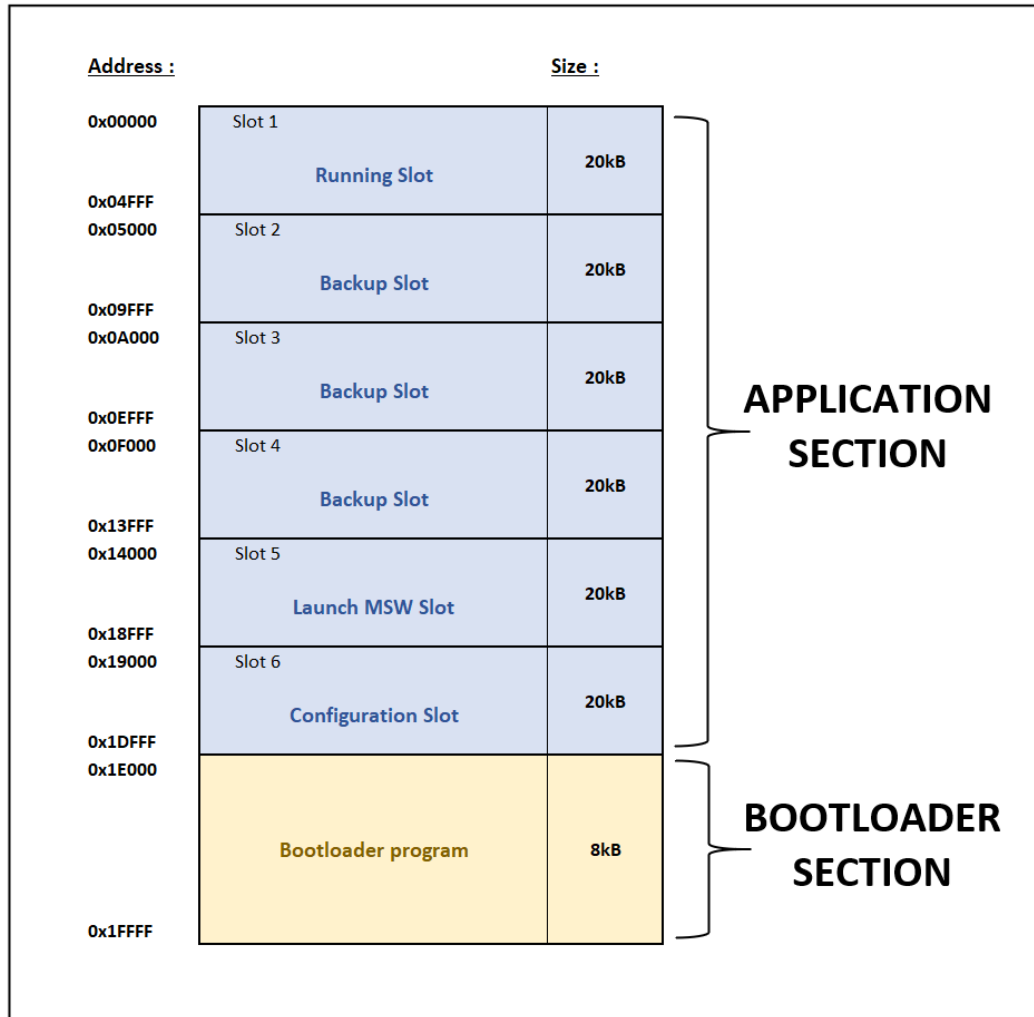 Address :
Size :
0x00000
Slot 1
Running Slot
20kB
0x04FFF
0x05000
Slot 2
Backup Slot
20kB
0x09FFF
0x0A000
Slot 3
Backup Slot
20kB
0x0EFFF
0x0F000
Slot 4
Backup Slot
20kB
0x13FFF
0x14000
Slot 5
Launch MSW Slot
20kB
0x18FFF
0x19000
Slot 6
Configuration Slot
20kB
0x1DFFF
APPLICATION
SECTION
0x1E000
Bootloader program
8kB
0x1FFFF
BOOTLOADER
SECTION